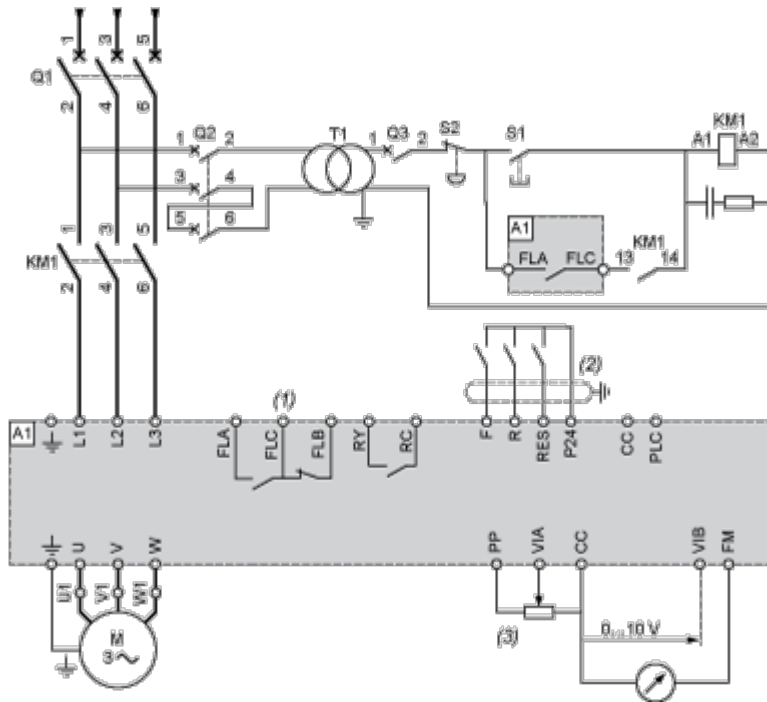 1 3 5
Q1
2 4 6
1 Q2 2
3 4
5 6
T1
1 Q3 2
S2
S1
KM1
A1 A2
A1
FLA FLC
KM1
13 14
1 3 5
KM1
2 4 6
(1)
(2)
A1
L1 L2 L3
FLA FLC FLB RY RC
F R RES P24 CC PLC
U V W
PP VIA CC VIB FM
U1 V1 W1
(3)
0 ... 10 V
M
3